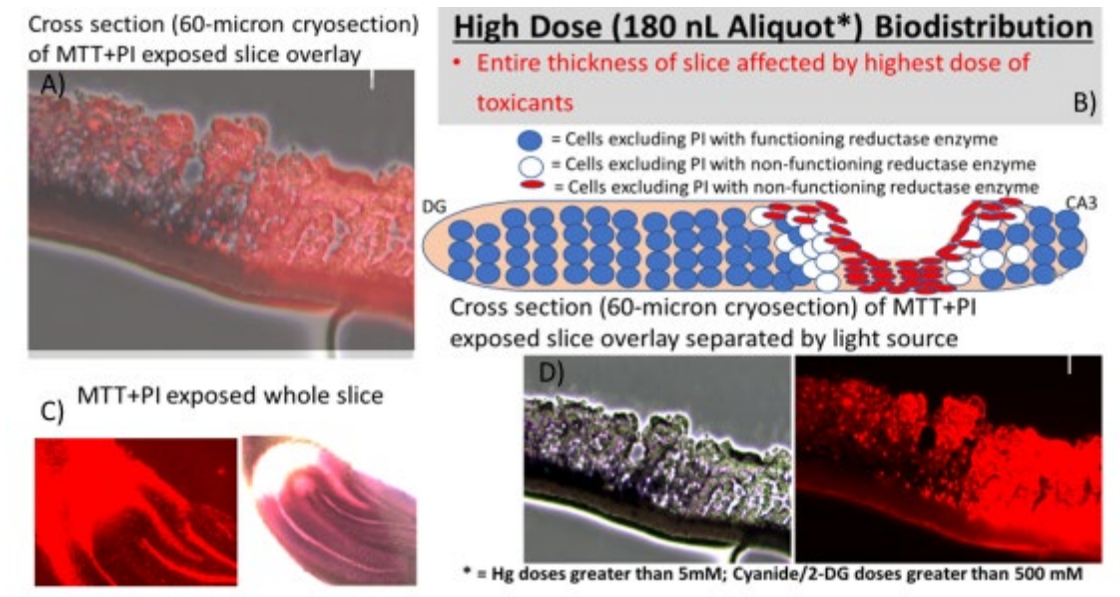 Cross section (60-micron cryosection)
of MTT+PI exposed slice overlay
A)
High Dose (180 nL Aliquot*) Biodistribution
• Entire thickness of slice affected by highest dose of
toxicants
B)
= Cells excluding PI with functioning reductase enzyme
= Cells excluding PI with non-functioning reductase enzyme
= Cells excluding PI with non-functioning reductase enzyme
DG
CA3
Cross section (60-micron cryosection) of MTT+PI
exposed slice overlay separated by light source
C)
MTT+PI exposed whole slice
D)
* = Hg doses greater than 5mM; Cyanide/2-DG doses greater than 500 mM